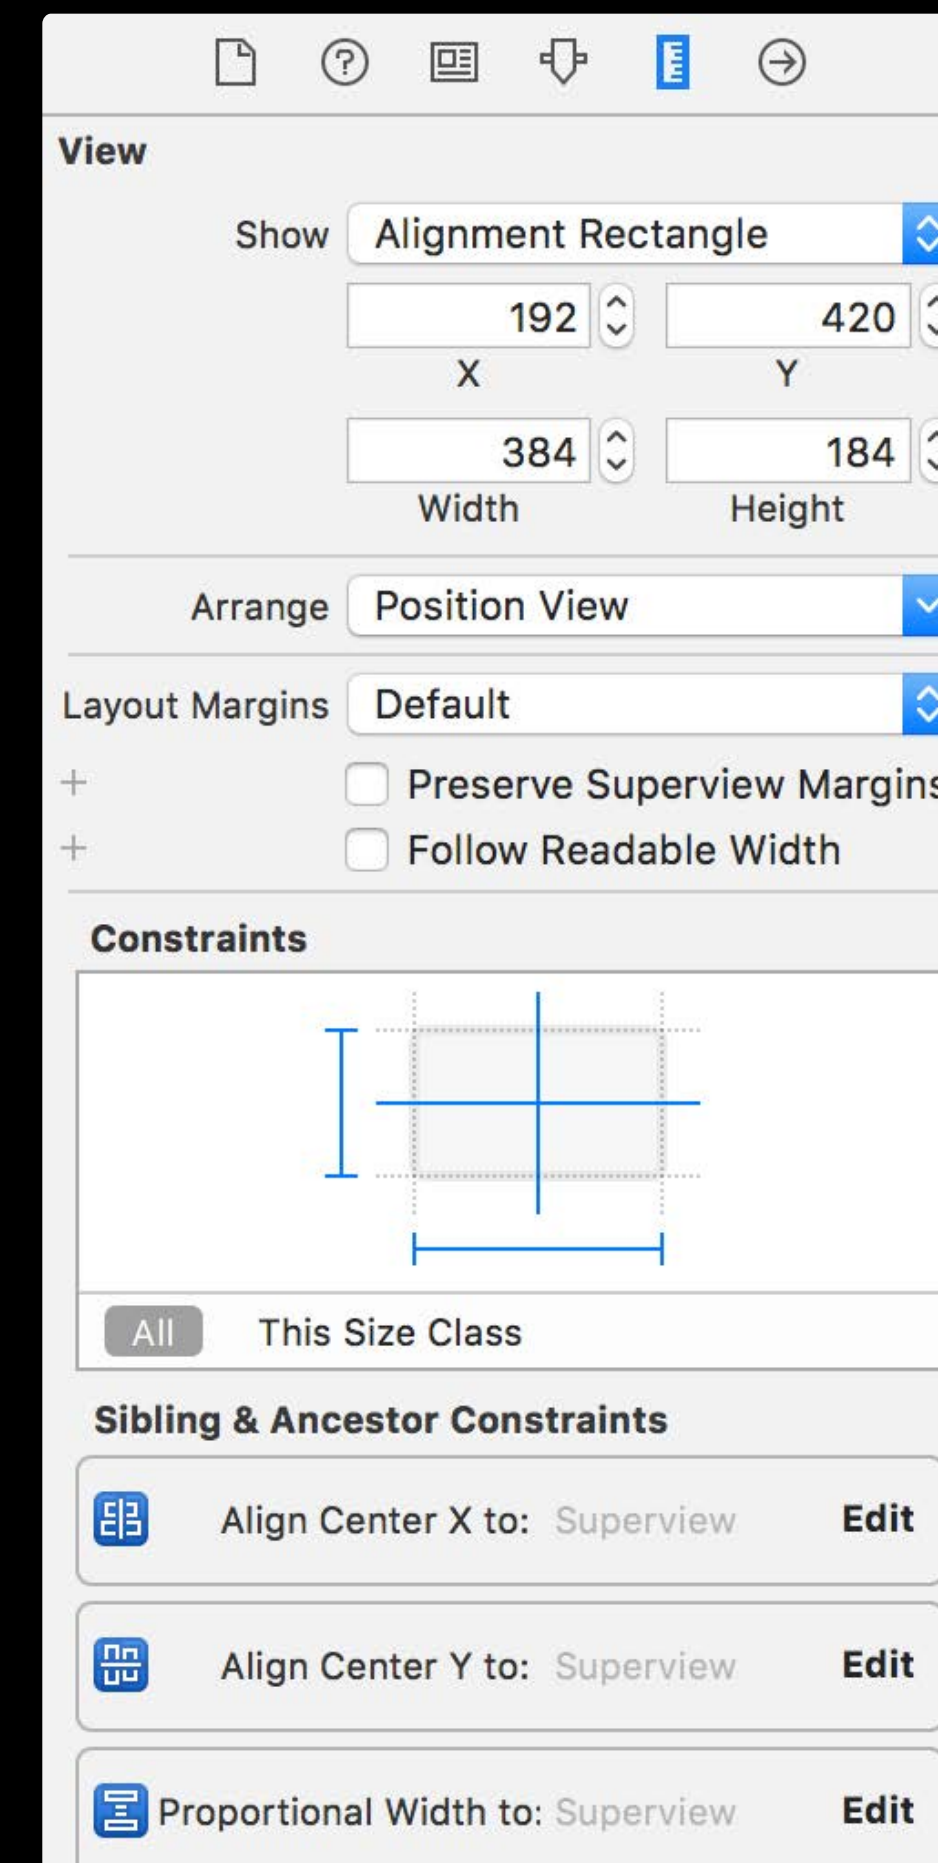 View
Show Alignment Rectangle
192 420
X Y
384 184
Width Height
Arrange Position View
Layout Margins Default
+ Preserve Superview Margins
+ Follow Readable Width
Constraints
All This Size Class
Sibling & Ancestor Constraints
Align Center X to: Superview Edit
Align Center Y to: Superview Edit
Proportional Width to: Superview Edit